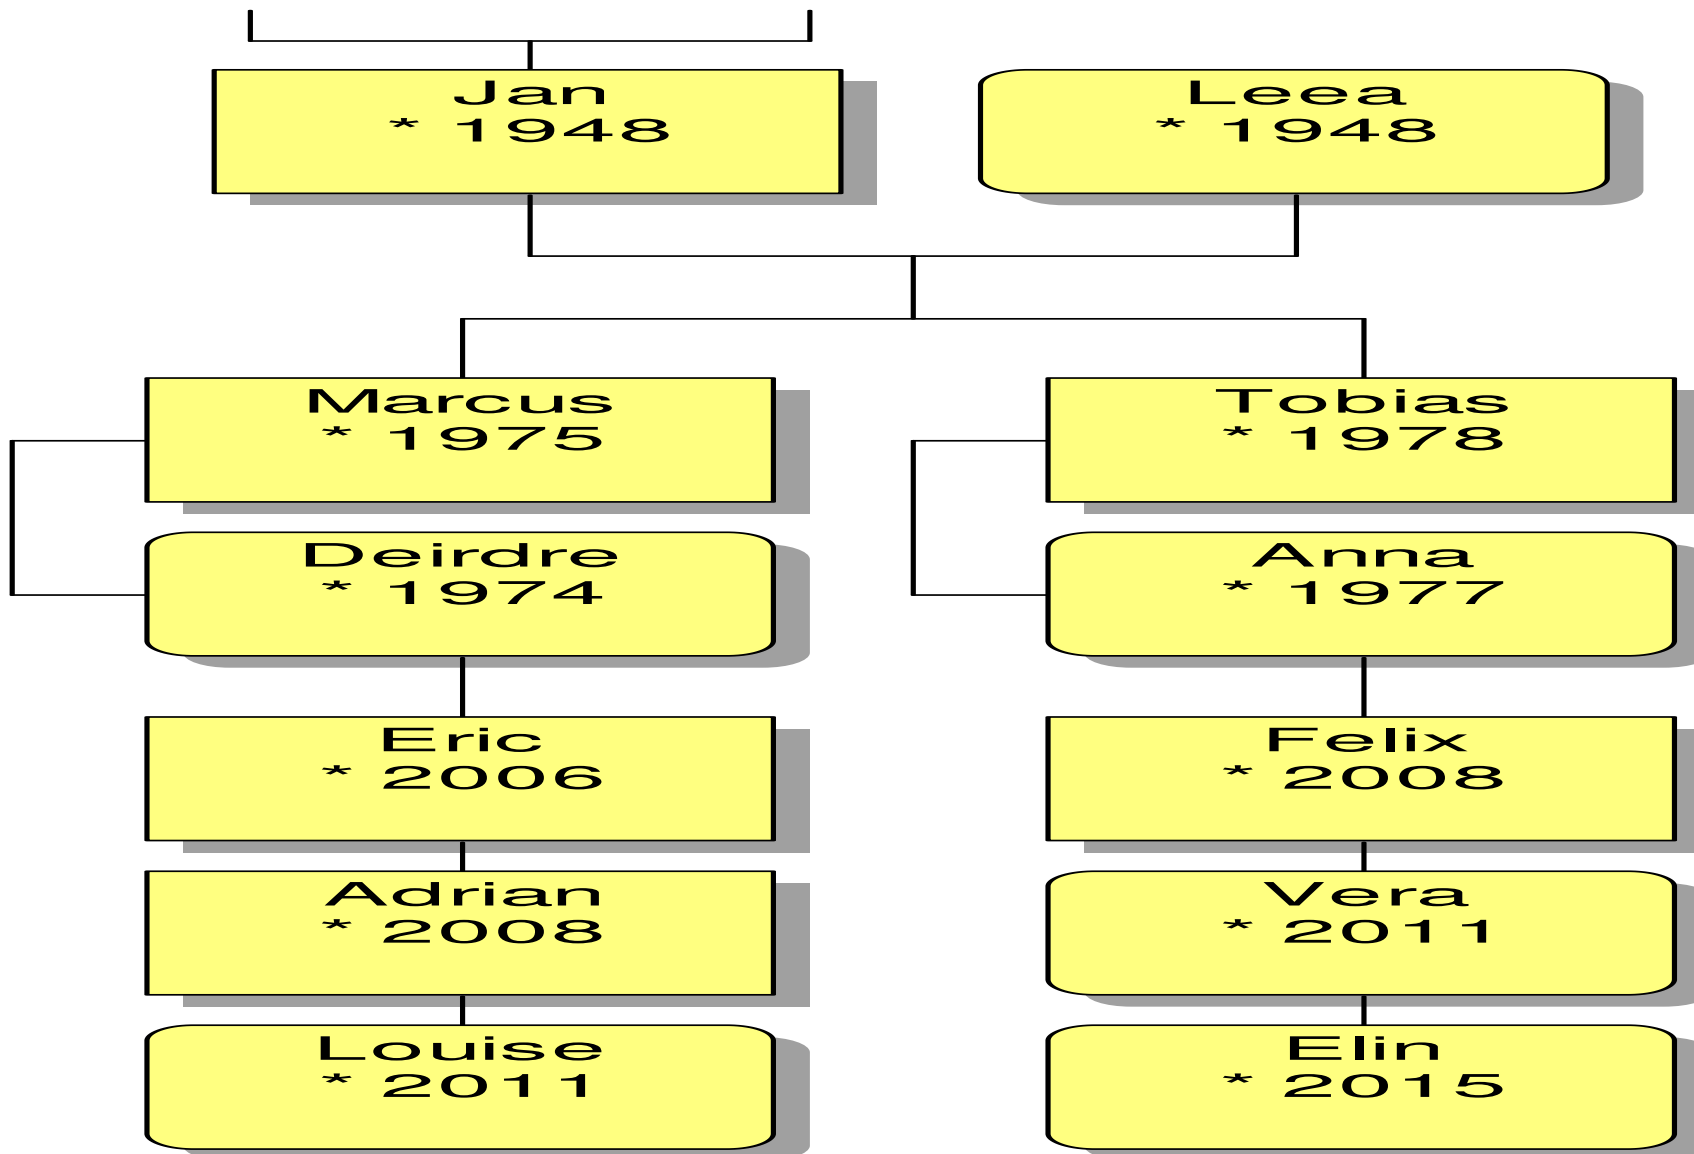 Jan
* 1948
Leea
* 1948
Marcus
* 1975
Tobias
* 1978
Deirdre
* 1974
Anna
* 1977
Eric
* 2006
Felix
* 2008
Adrian
* 2008
Vera
* 2011
Louise
* 2011
Elin
* 2015